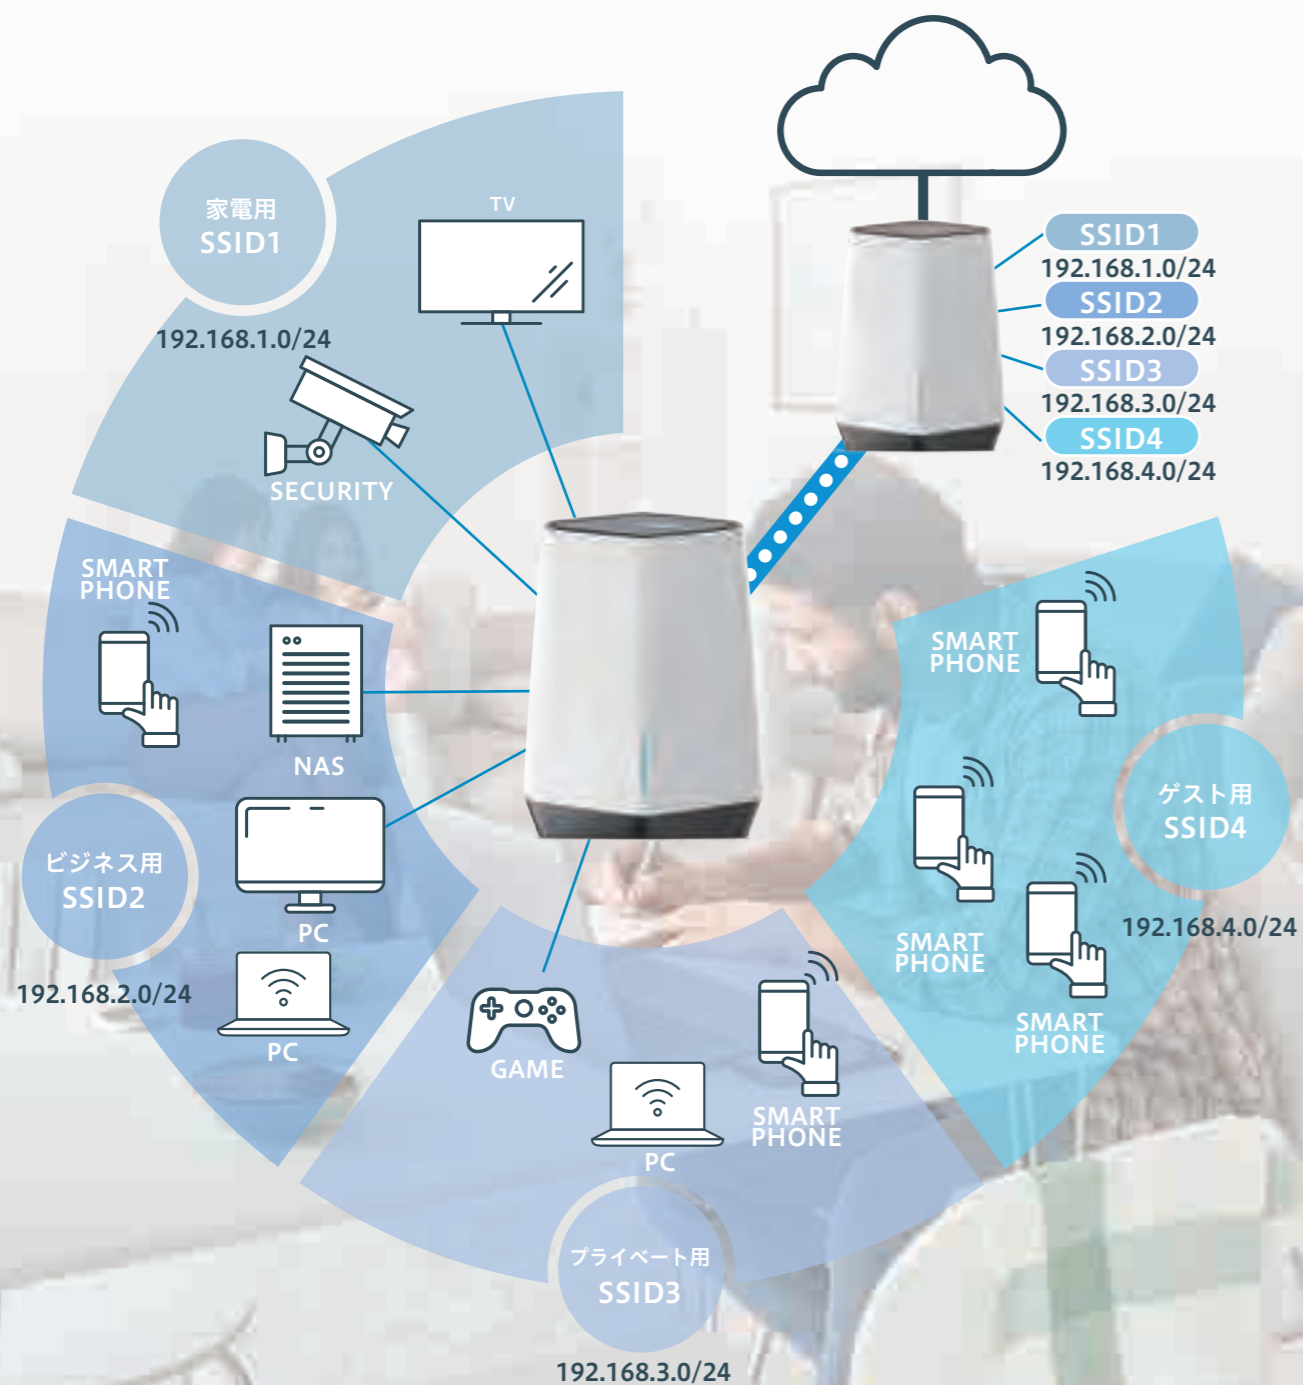 家電用
SSID1
192.168.1.0/24
TV
SECURITY
SSID1
192.168.1.0/24
SSID2
192.168.2.0/24
SSID3
192.168.3.0/24
SSID4
192.168.4.0/24
SMART
PHONE
NAS
ビジネス用
SSID2
192.168.2.0/24
PC
PC
GAME
PC
SMART
PHONE
プライベート用
SSID3
192.168.3.0/24
SMART
PHONE
SMART
PHONE
SMART
PHONE
ゲスト用
SSID4
192.168.4.0/24